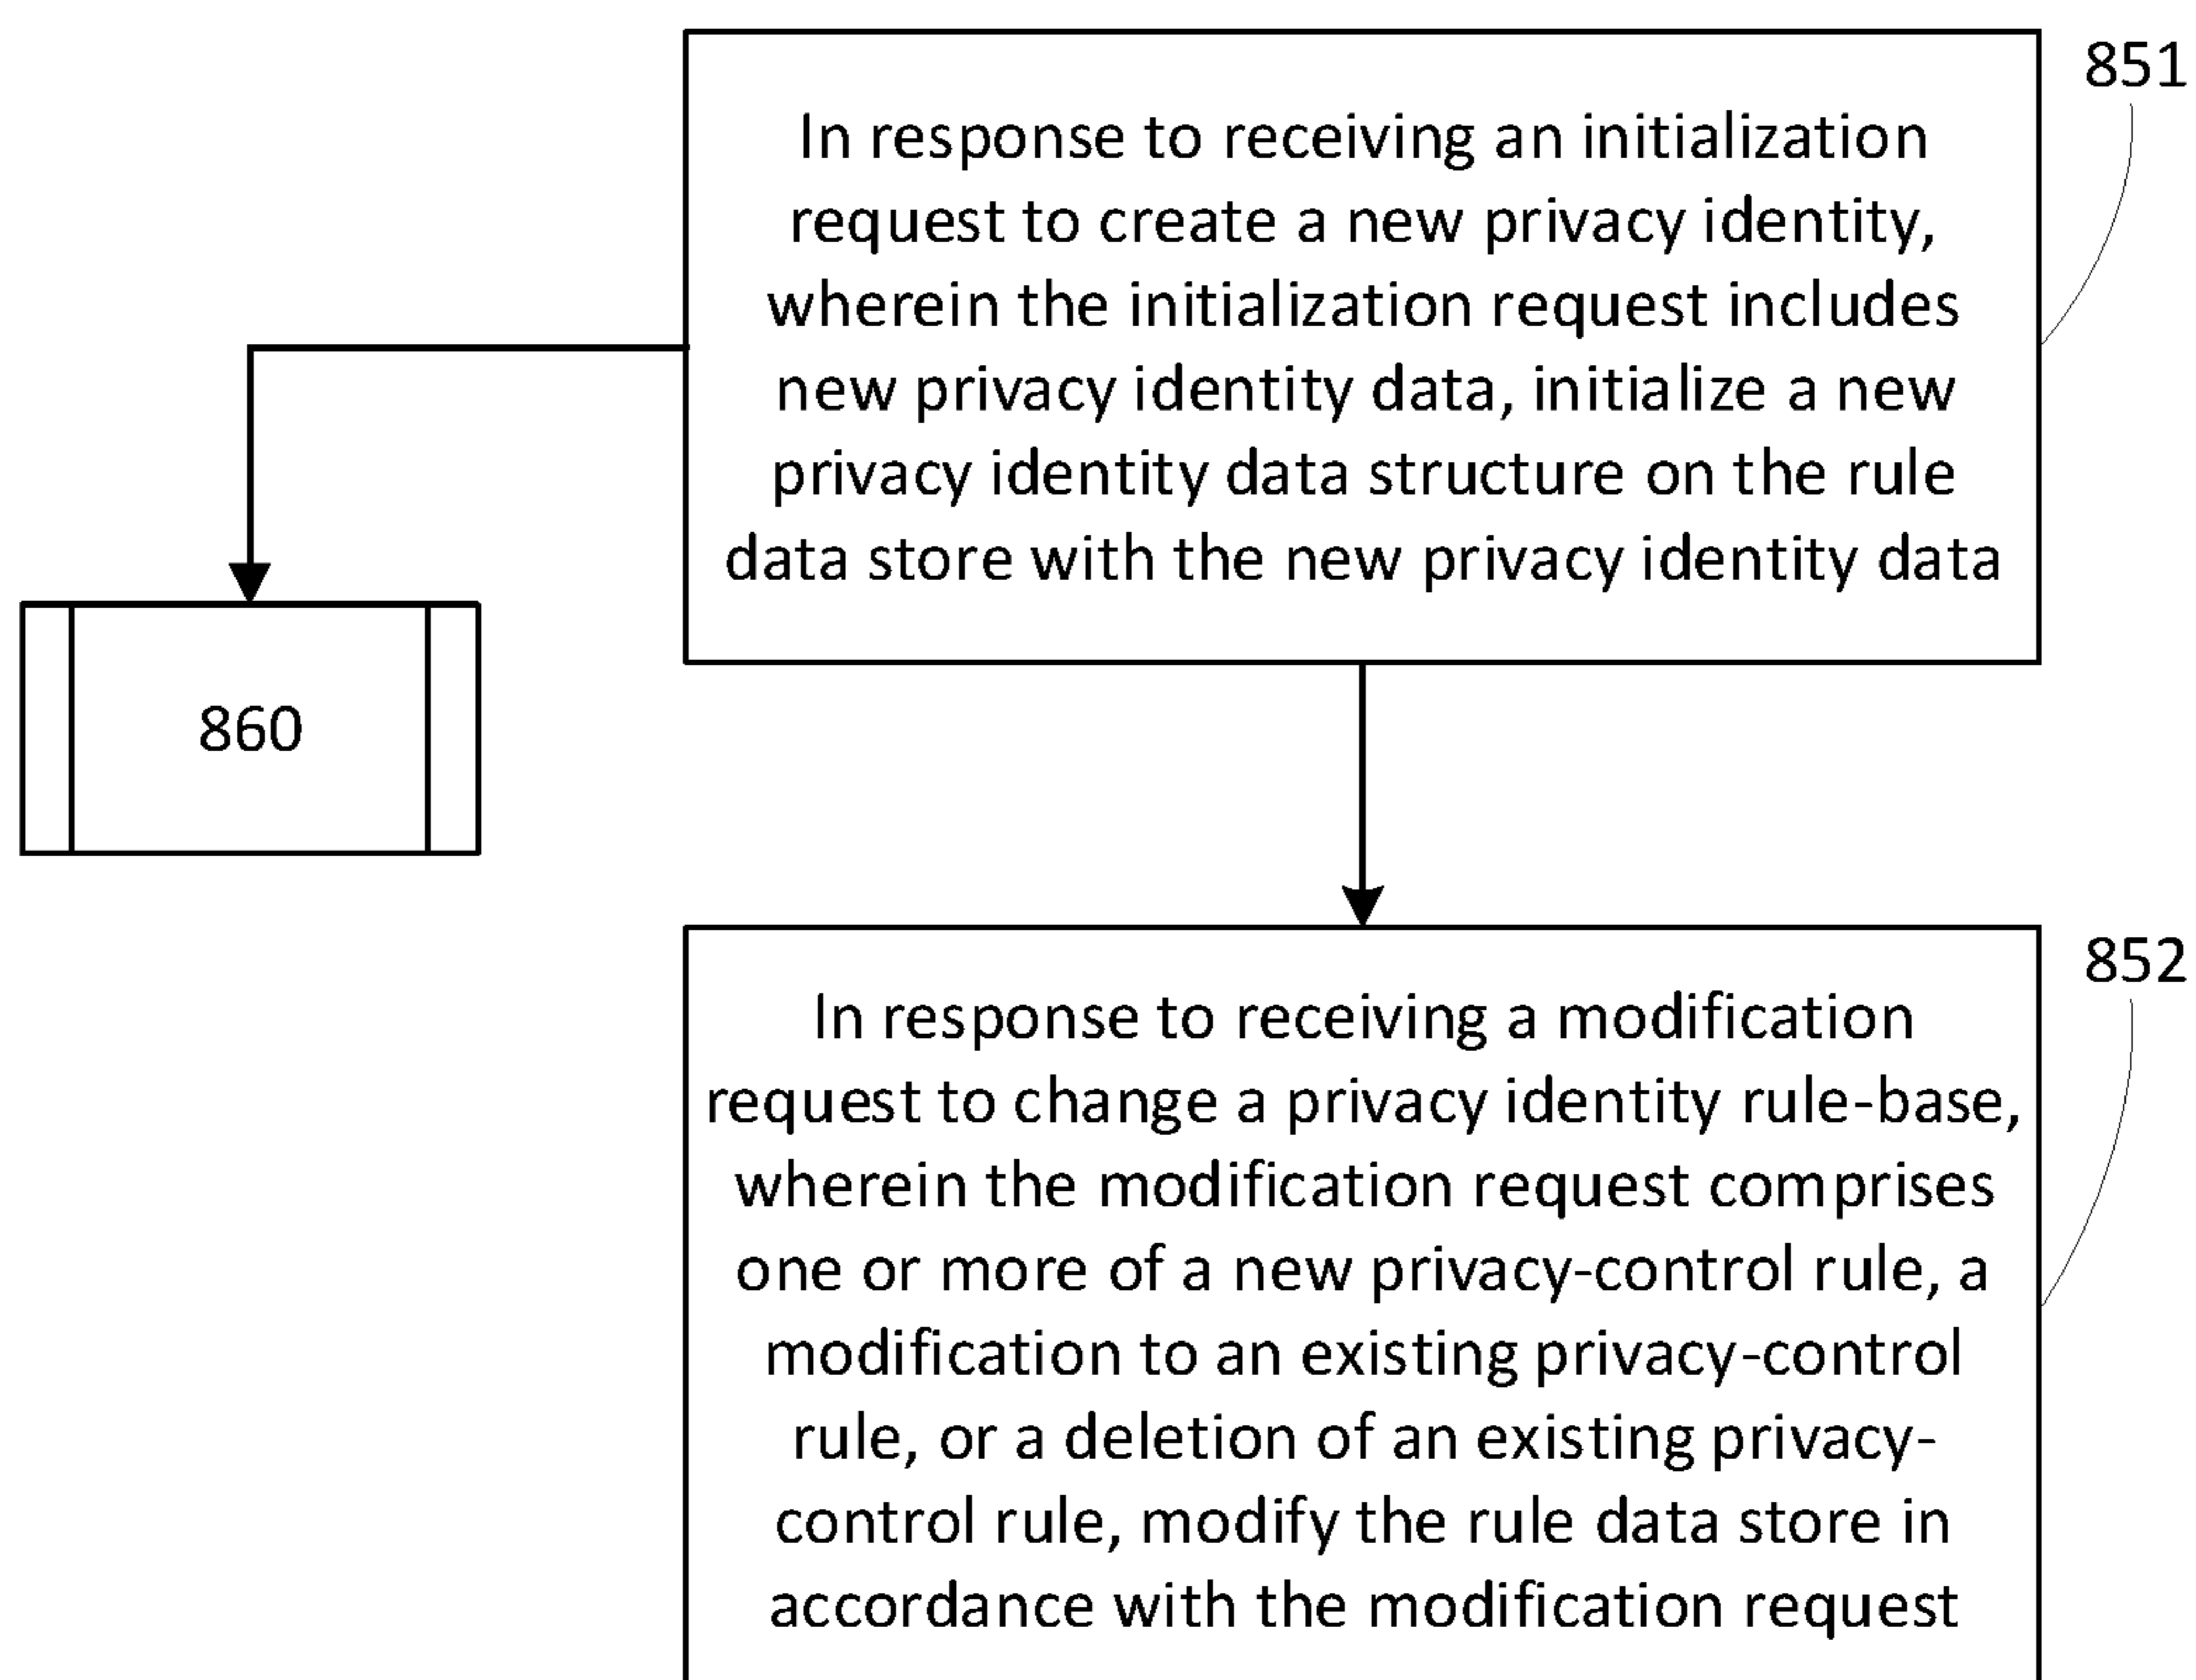 851
In response to receiving an initialization
request to create a new privacy identity,
wherein the initialization request includes
new privacy identity data, initialize a new
privacy identity data structure on the rule
data store with the new privacy identity data
860
852
In response to receiving a modification
request to change a privacy identity rule-base,
wherein the modification request comprises
one or more of a new privacy-control rule, a
modification to an existing privacy-control
rule, or a deletion of an existing privacy-
control rule, modify the rule data store in
accordance with the modification request